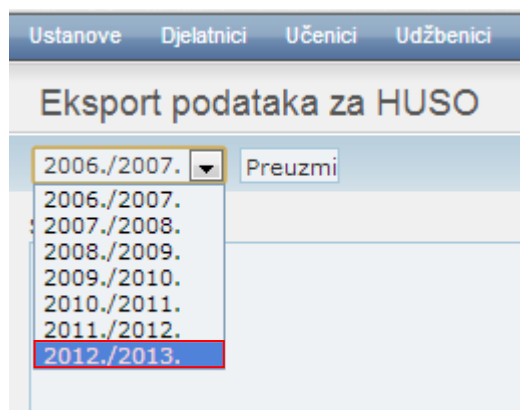 Ustanove Djelatnici Učenici Udžbenici
Eksport podataka za HUSO
2006./2007. Preuzmi
2006./2007.
2007./2008.
2008./2009.
2009./2010.
2010./2011.
2011./2012.
2012./2013.